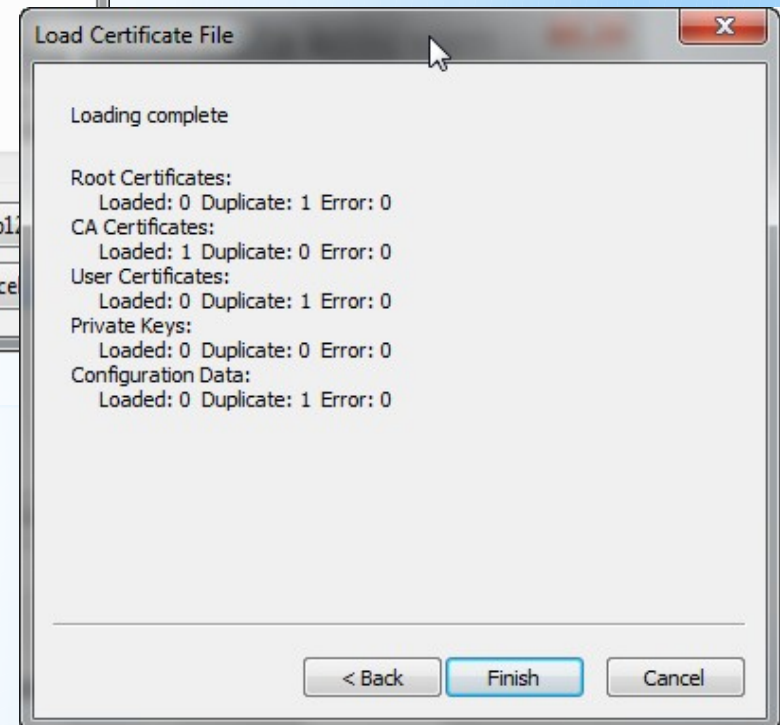 Load Certificate File
Loading complete
Root Certificates:
Loaded: 0 Duplicate: 1 Error: 0
CA Certificates:
Loaded: 1 Duplicate: 0 Error: 0
User Certificates:
Loaded: 0 Duplicate: 1 Error: 0
Private Keys:
Loaded: 0 Duplicate: 0 Error: 0
Configuration Data:
Loaded: 0 Duplicate: 1 Error: 0
< Back Finish Cancel